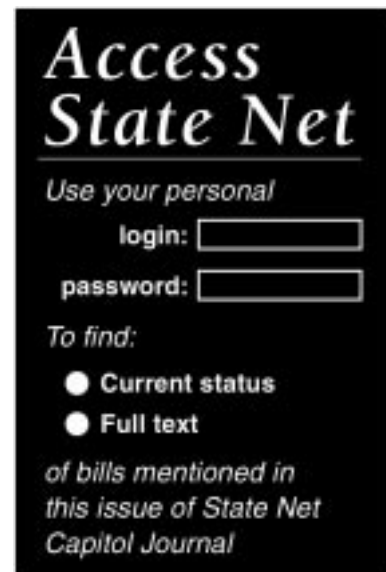 Access
State Net
Use your personal
login:
password:
To find:
Current status
Full text
of bills mentioned in
this issue of State Net
Capitol Journal